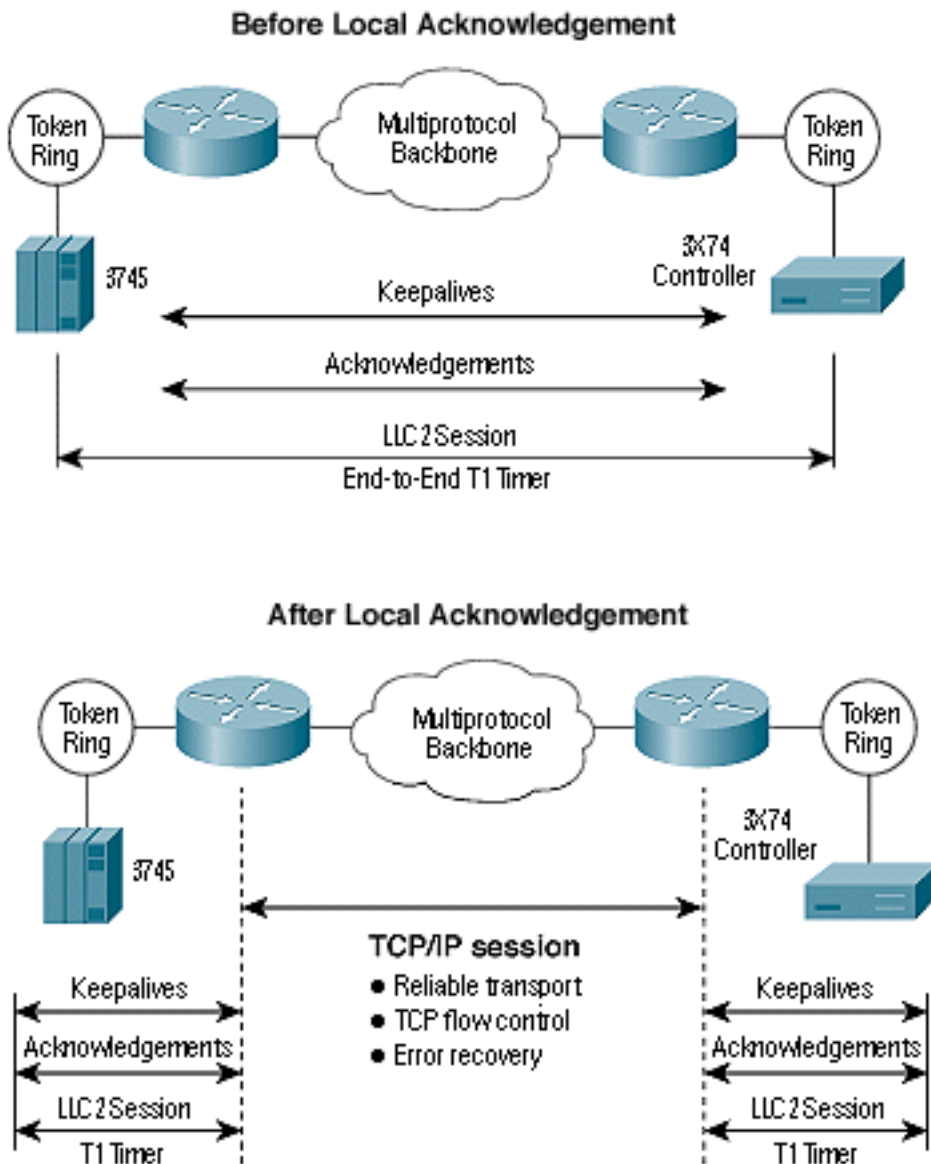 Before Local Acknowledgement
Token
Ring
Multiprotocol
Backbone
Token
Ring
3745
3X74
Controller
Keepalives
Acknowledgements
LLC2 Session
End-to-End T1 Timer
After Local Acknowledgement
Token
Ring
Multiprotocol
Backbone
Token
Ring
3745
3X74
Controller
TCP/IP session
● Reliable transport
● TCP flow control
● Error recovery
Keepalives
Acknowledgements
LLC2 Session
T1 Timer
Keepalives
Acknowledgements
LLC2 Session
T1 Timer